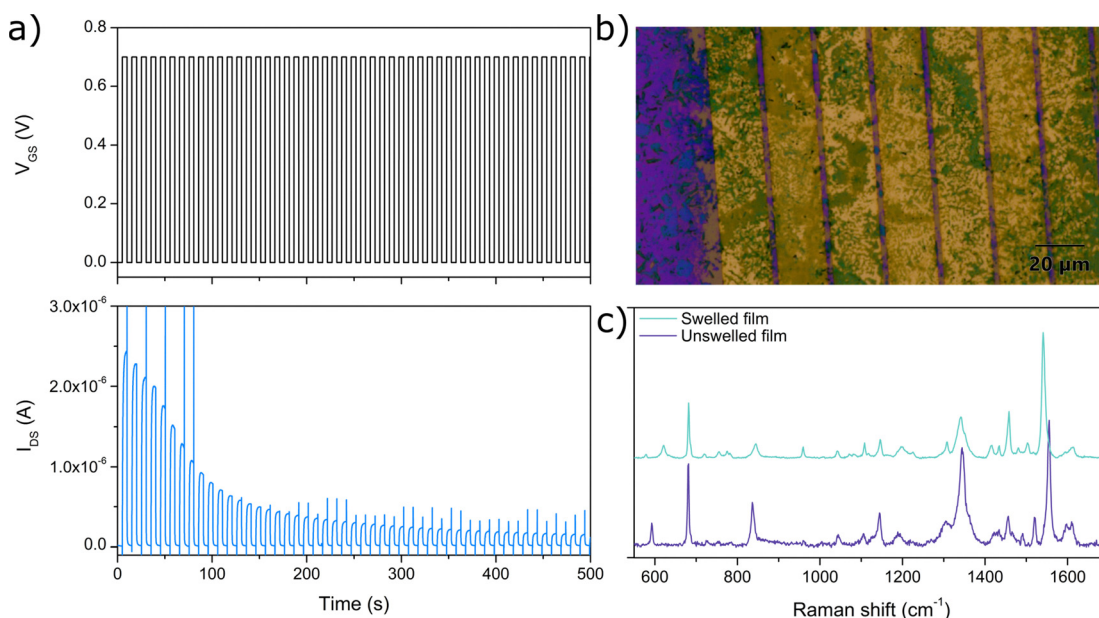 a)
0.8
0.6
0.4
0.2
0.0
V_GS (V)
3.0x10^-6
2.0x10^-6
1.0x10^-6
0.0
I_DS (A)
0 100 200 300 400 500
Time (s)
b)
20 μm
c)
Swelled film
Unswelled film
600 800 1000 1200 1400 1600
Raman shift (cm^-1)